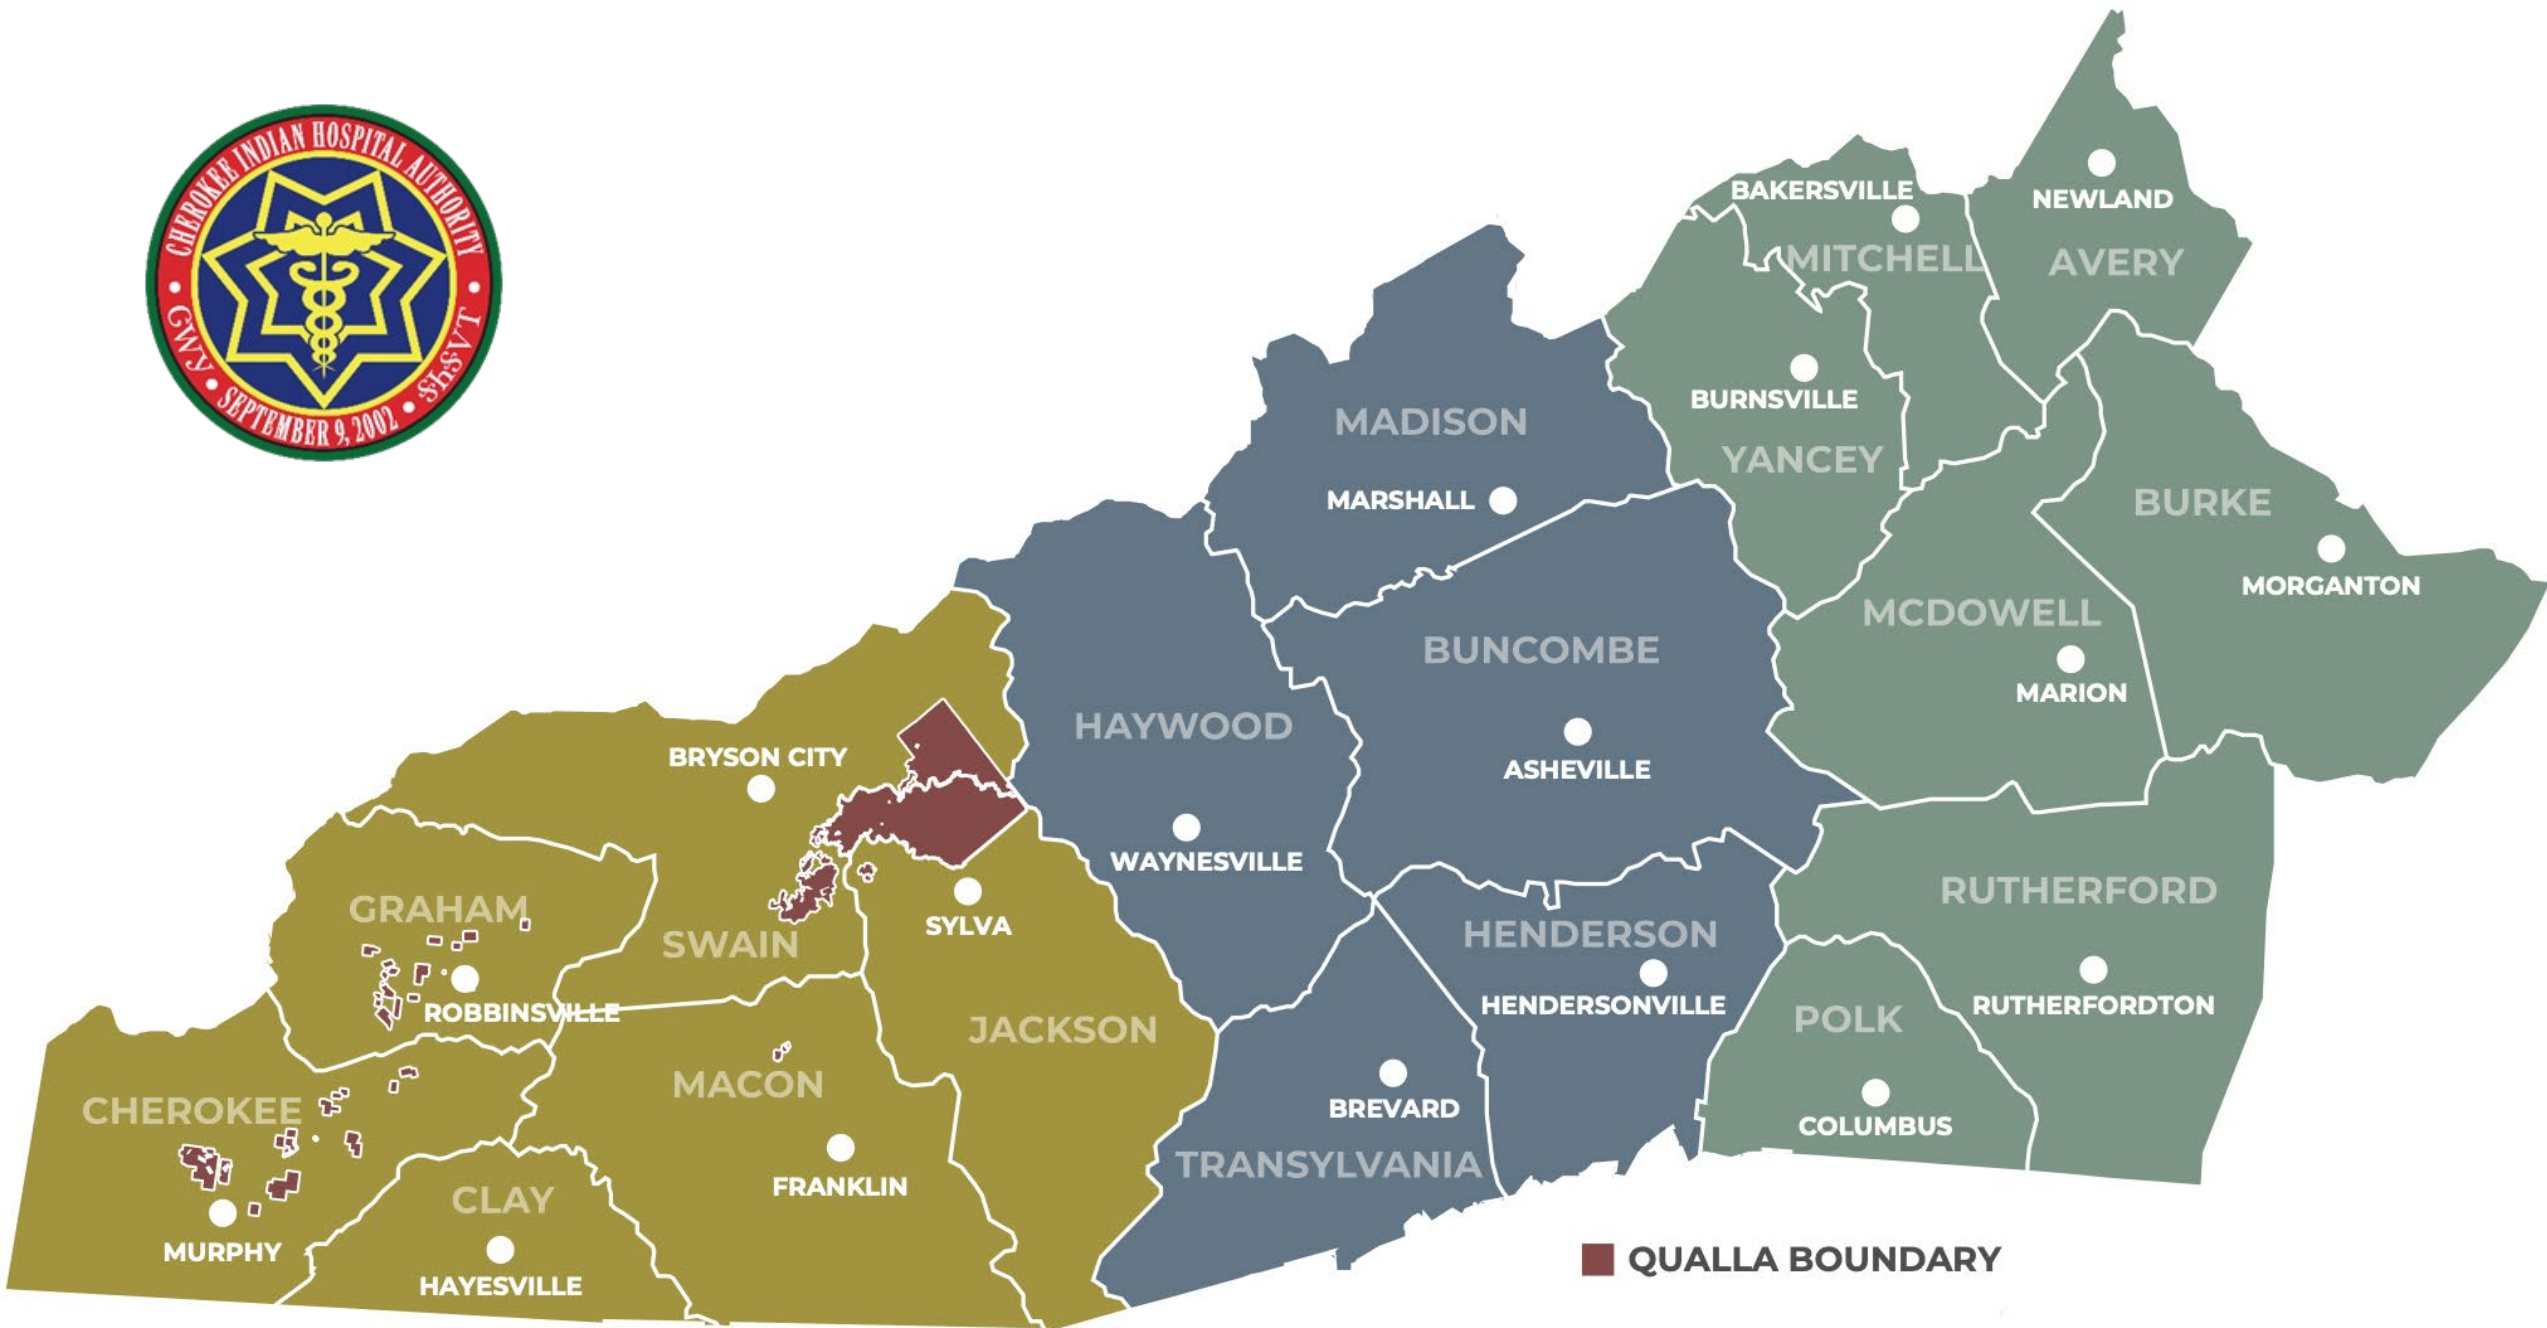 CHEROKEE INDIAN HOSPITAL AUTHORITY
ᏣᎳᎩ • SEPTEMBER 9, 2002 •
BAKERSVILLE
NEWLAND
MITCHELL
AVERY
BURNSVILLE
MADISON
YANCEY
MARSHALL
BURKE
MORGANTON
MCDOWELL
BUNCOMBE
MARION
HAYWOOD
BRYSON CITY
ASHEVILLE
WAYNESVILLE
RUTHERFORD
GRAHAM
SYLVA
SWAIN
HENDERSON
HENDERSONVILLE
RUTHERFORDTON
ROBBINSVILLE
POLK
JACKSON
MACON
CHEROKEE
BREVARD
COLUMBUS
TRANSYLVANIA
FRANKLIN
CLAY
MURPHY
HAYESVILLE
QUALLA BOUNDARY